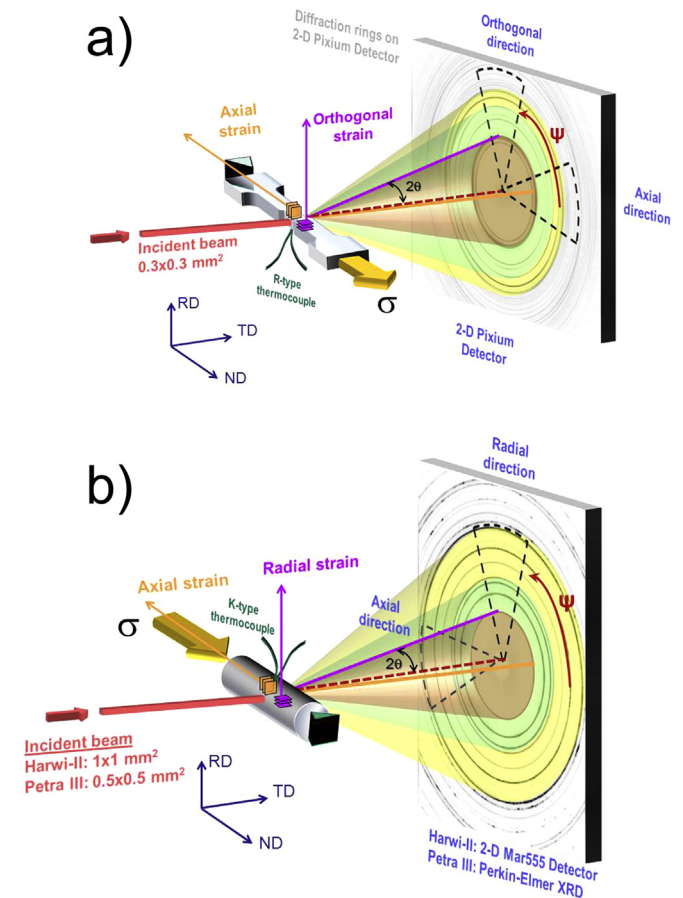 a)
Diffraction rings on
2-D Pixium Detector
Orthogonal
direction
Axial
strain
Orthogonal
strain
Ψ
2θ
Axial
direction
Incident beam
0.3x0.3 mm²
R-type
thermocouple
σ
RD
TD
ND
2-D Pixium
Detector
b)
Radial
direction
Radial strain
Axial strain
K-type
thermocouple
Axial
direction
Ψ
σ
2θ
Incident beam
Harwi-II: 1x1 mm²
Petra III: 0.5x0.5 mm²
RD
TD
ND
Harwi-II: 2-D Mar555 Detector
Petra III: Perkin-Elmer XRD